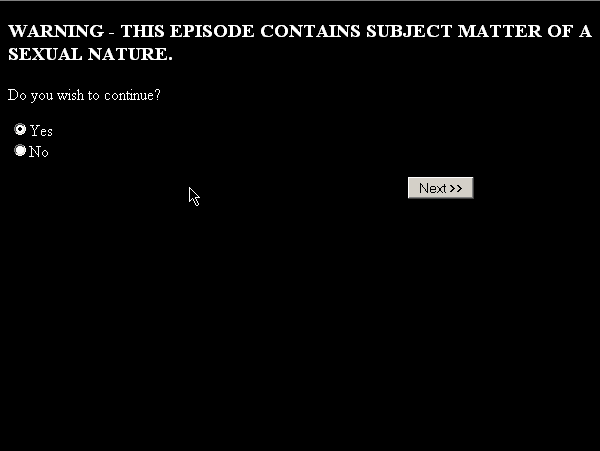 WARNING - THIS EPISODE CONTAINS SUBJECT MATTER OF A
SEXUAL NATURE.
Do you wish to continue?
Yes
No
Next >>